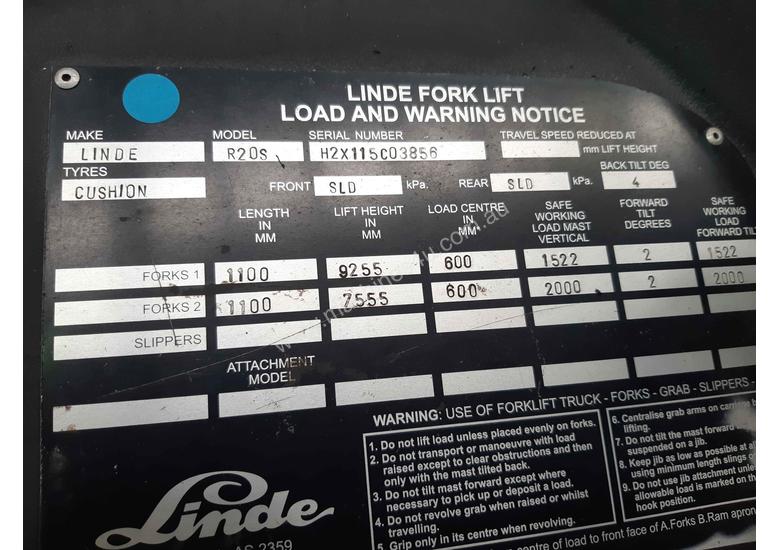 LINDE FORK LIFT
LOAD AND WARNING NOTICE
MAKE MODEL SERIAL NUMBER TRAVEL SPEED REDUCED AT
LINDE R20S H2X115C03856 mm LIFT HEIGHT
TYRES BACK TILT DEG
CUSHION FRONT SLD kPa. REAR SLD kPa. 4
LENGTH IN MM LIFT HEIGHT IN MM LOAD CENTRE IN MM SAFE WORKING LOAD MAST VERTICAL FORWARD TILT DEGREES SAFE WORKING LOAD FORWARD TILT
FORKS 1 1100 9255 600 1522 2 1522
FORKS 2 1100 7555 600 2000 2 2000
SLIPPERS
ATTACHMENT
MODEL
WARNING: USE OF FORKLIFT TRUCK - FORKS - GRAB - SLIPPERS -
1. Do not lift load unless placed evenly on forks.
2. Do not transport or manoeuvre with load
raised except to clear obstructions and then
only with the mast tilted back.
3. Do not tilt mast forward except where
necessary to pick up or deposit a load.
4. Do not revolve grab when raised or whilst
travelling.
5. Grip only in its centre when revolving.
6. Centralise grab arms on carriage b
lifting.
7. Do not tilt the mast forward
suspended on a jib.
8. Keep jib as low as possible at al
using minimum length slings o
9. Do not use jib attachment unles
allowable load is marked on the
hook position.
centre of load to front face of A.Forks B.Ram apron
Linde
AS 2359